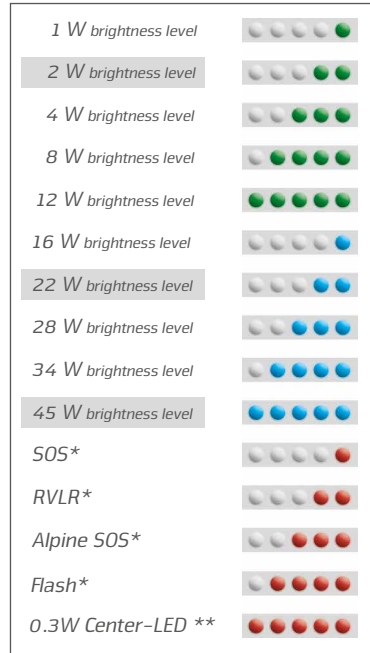 1 W brightness level
2 W brightness level
4 W brightness level
8 W brightness level
12 W brightness level
16 W brightness level
22 W brightness level
28 W brightness level
34 W brightness level
45 W brightness level
SOS*
RVLR*
Alpine SOS*
Flash*
0.3W Center-LED **